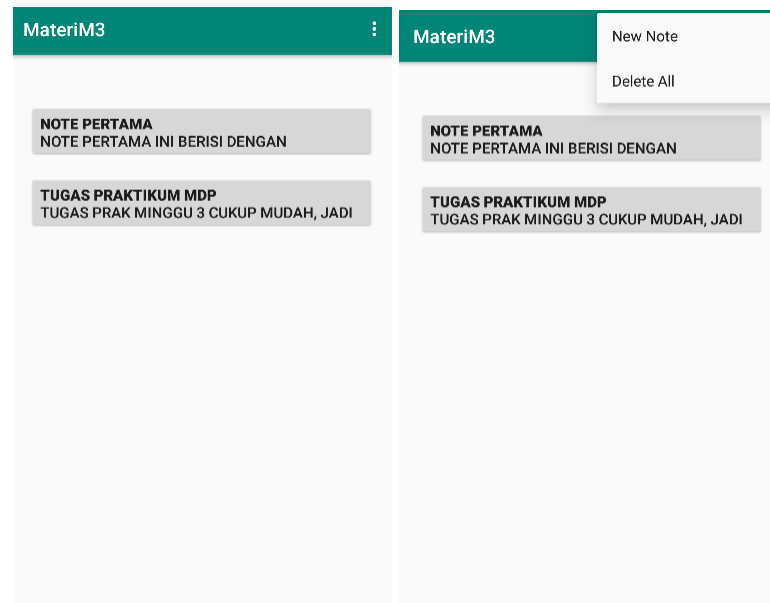 MateriM3
NOTE PERTAMA
NOTE PERTAMA INI BERISI DENGAN
TUGAS PRAKTIKUM MDP
TUGAS PRAK MINGGU 3 CUKUP MUDAH, JADI
MateriM3
New Note
Delete All
NOTE PERTAMA
NOTE PERTAMA INI BERISI DENGAN
TUGAS PRAKTIKUM MDP
TUGAS PRAK MINGGU 3 CUKUP MUDAH, JADI